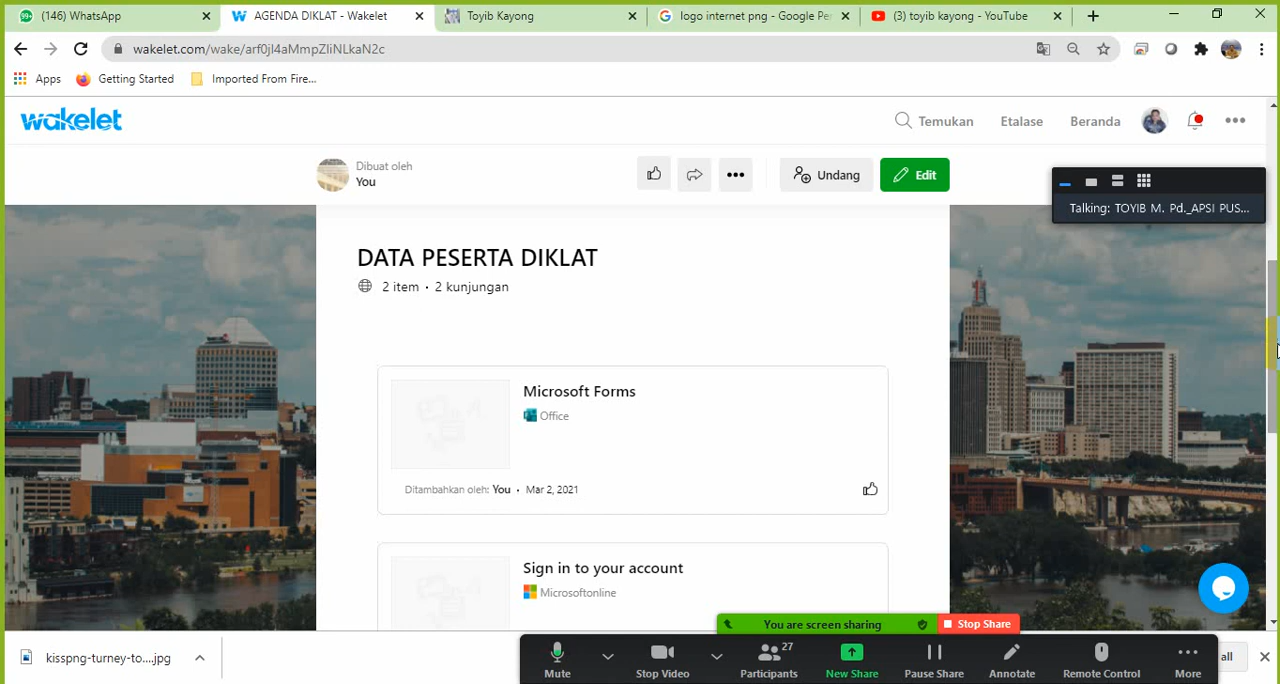 (146) WhatsApp
AGENDA DIKLAT - Wakelet
Toyib Kayong
logo internet png - Google Pe
(3) toyib kayong - YouTube
wakelet.com/wake/arf0jl4aMmpZIiNLkaN2c
Apps
Getting Started
Imported From Fire...
wakelet
Temukan
Etalase
Beranda
Dibuat oleh
You
Undang
Edit
Talking: TOYIB M. Pd._APSI PUS...
DATA PESERTA DIKLAT
2 item • 2 kunjungan
Microsoft Forms
Office
Ditambahkan oleh: You • Mar 2, 2021
Sign in to your account
Microsoftonline
You are screen sharing
Stop Share
kisspng-turney-to....jpg
Mute
Stop Video
27
Participants
New Share
Pause Share
Annotate
Remote Control
More
all